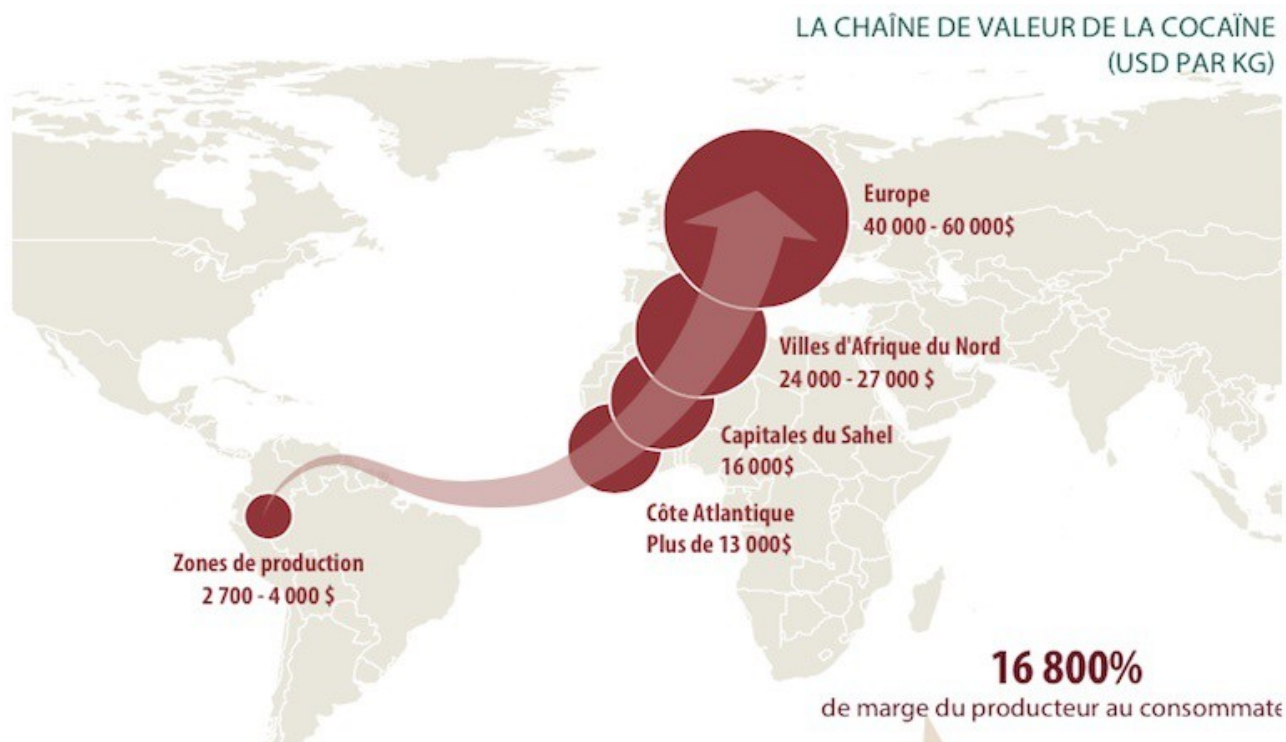 LA CHAÎNE DE VALEUR DE LA COCAÏNE
(USD PAR KG)
Europe
40 000 - 60 000$
Villes d'Afrique du Nord
24 000 - 27 000 $
Capitales du Sahel
16 000$
Côte Atlantique
Plus de 13 000$
Zones de production
2 700 - 4 000 $
16 800%
de marge du producteur au consommate